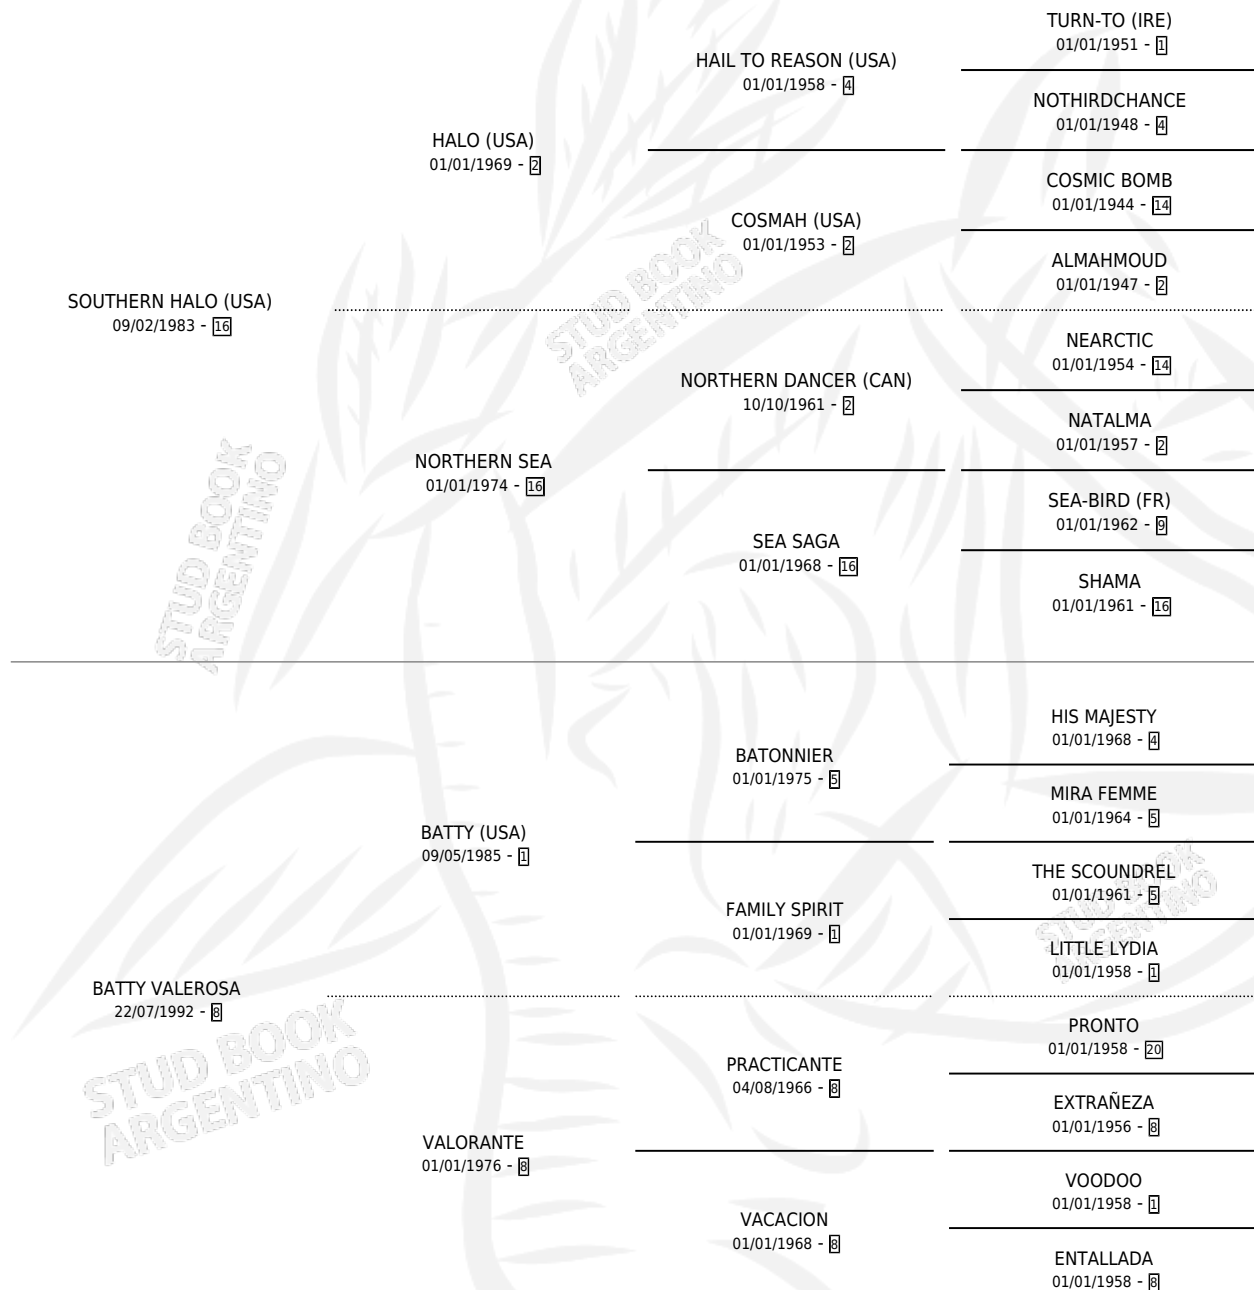 TURN-TO (IRE)
01/01/1951 - 1
HAIL TO REASON (USA)
01/01/1958 - 4
NOTHIRDCHANCE
01/01/1948 - 4
HALO (USA)
01/01/1969 - 2
COSMIC BOMB
01/01/1944 - 14
COSMAH (USA)
01/01/1953 - 2
ALMAHMOUD
01/01/1947 - 2
SOUTHERN HALO (USA)
09/02/1983 - 16
NEARCTIC
01/01/1954 - 14
NORTHERN DANCER (CAN)
10/10/1961 - 2
NATALMA
01/01/1957 - 2
NORTHERN SEA
01/01/1974 - 16
SEA-BIRD (FR)
01/01/1962 - 9
SEA SAGA
01/01/1968 - 16
SHAMA
01/01/1961 - 16
HIS MAJESTY
01/01/1968 - 4
BATONNIER
01/01/1975 - 5
MIRA FEMME
01/01/1964 - 5
BATTY (USA)
09/05/1985 - 1
THE SCOUNDREL
01/01/1961 - 5
FAMILY SPIRIT
01/01/1969 - 1
LITTLE LYDIA
01/01/1958 - 1
BATTY VALEROSA
22/07/1992 - 8
PRONTO
01/01/1958 - 20
PRACTICANTE
04/08/1966 - 8
EXTRAÑEZA
01/01/1956 - 8
VALORANTE
01/01/1976 - 8
VOODOO
01/01/1958 - 1
VACACION
01/01/1968 - 8
ENTALLADA
01/01/1958 - 8
STUD BOOK
ARGENTINO
STUD BOOK
ARGENTINO
STUD BOOK
ARGENTINO
STUD BOOK
ARGENTINO